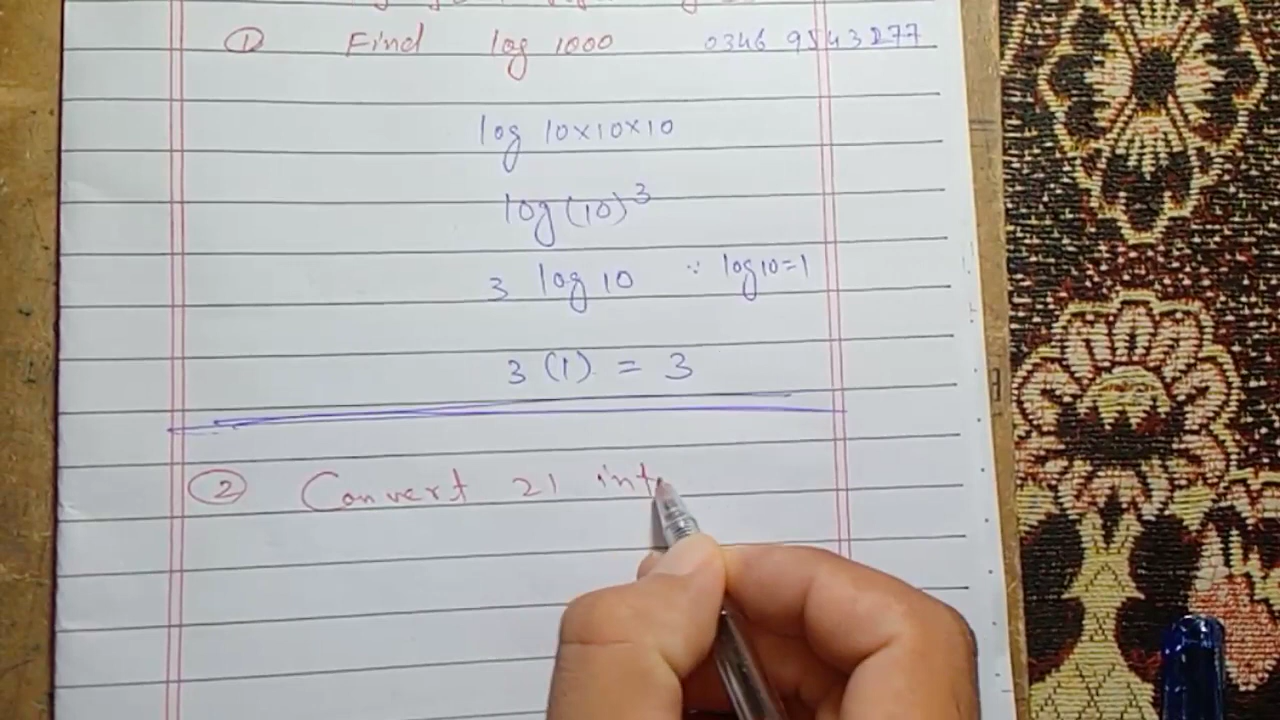 ① Find log 1000 0346 9543277
log 10×10×10
log (10)³
3 log 10 ∵ log10=1
3 (1) = 3
② Convert 21 into